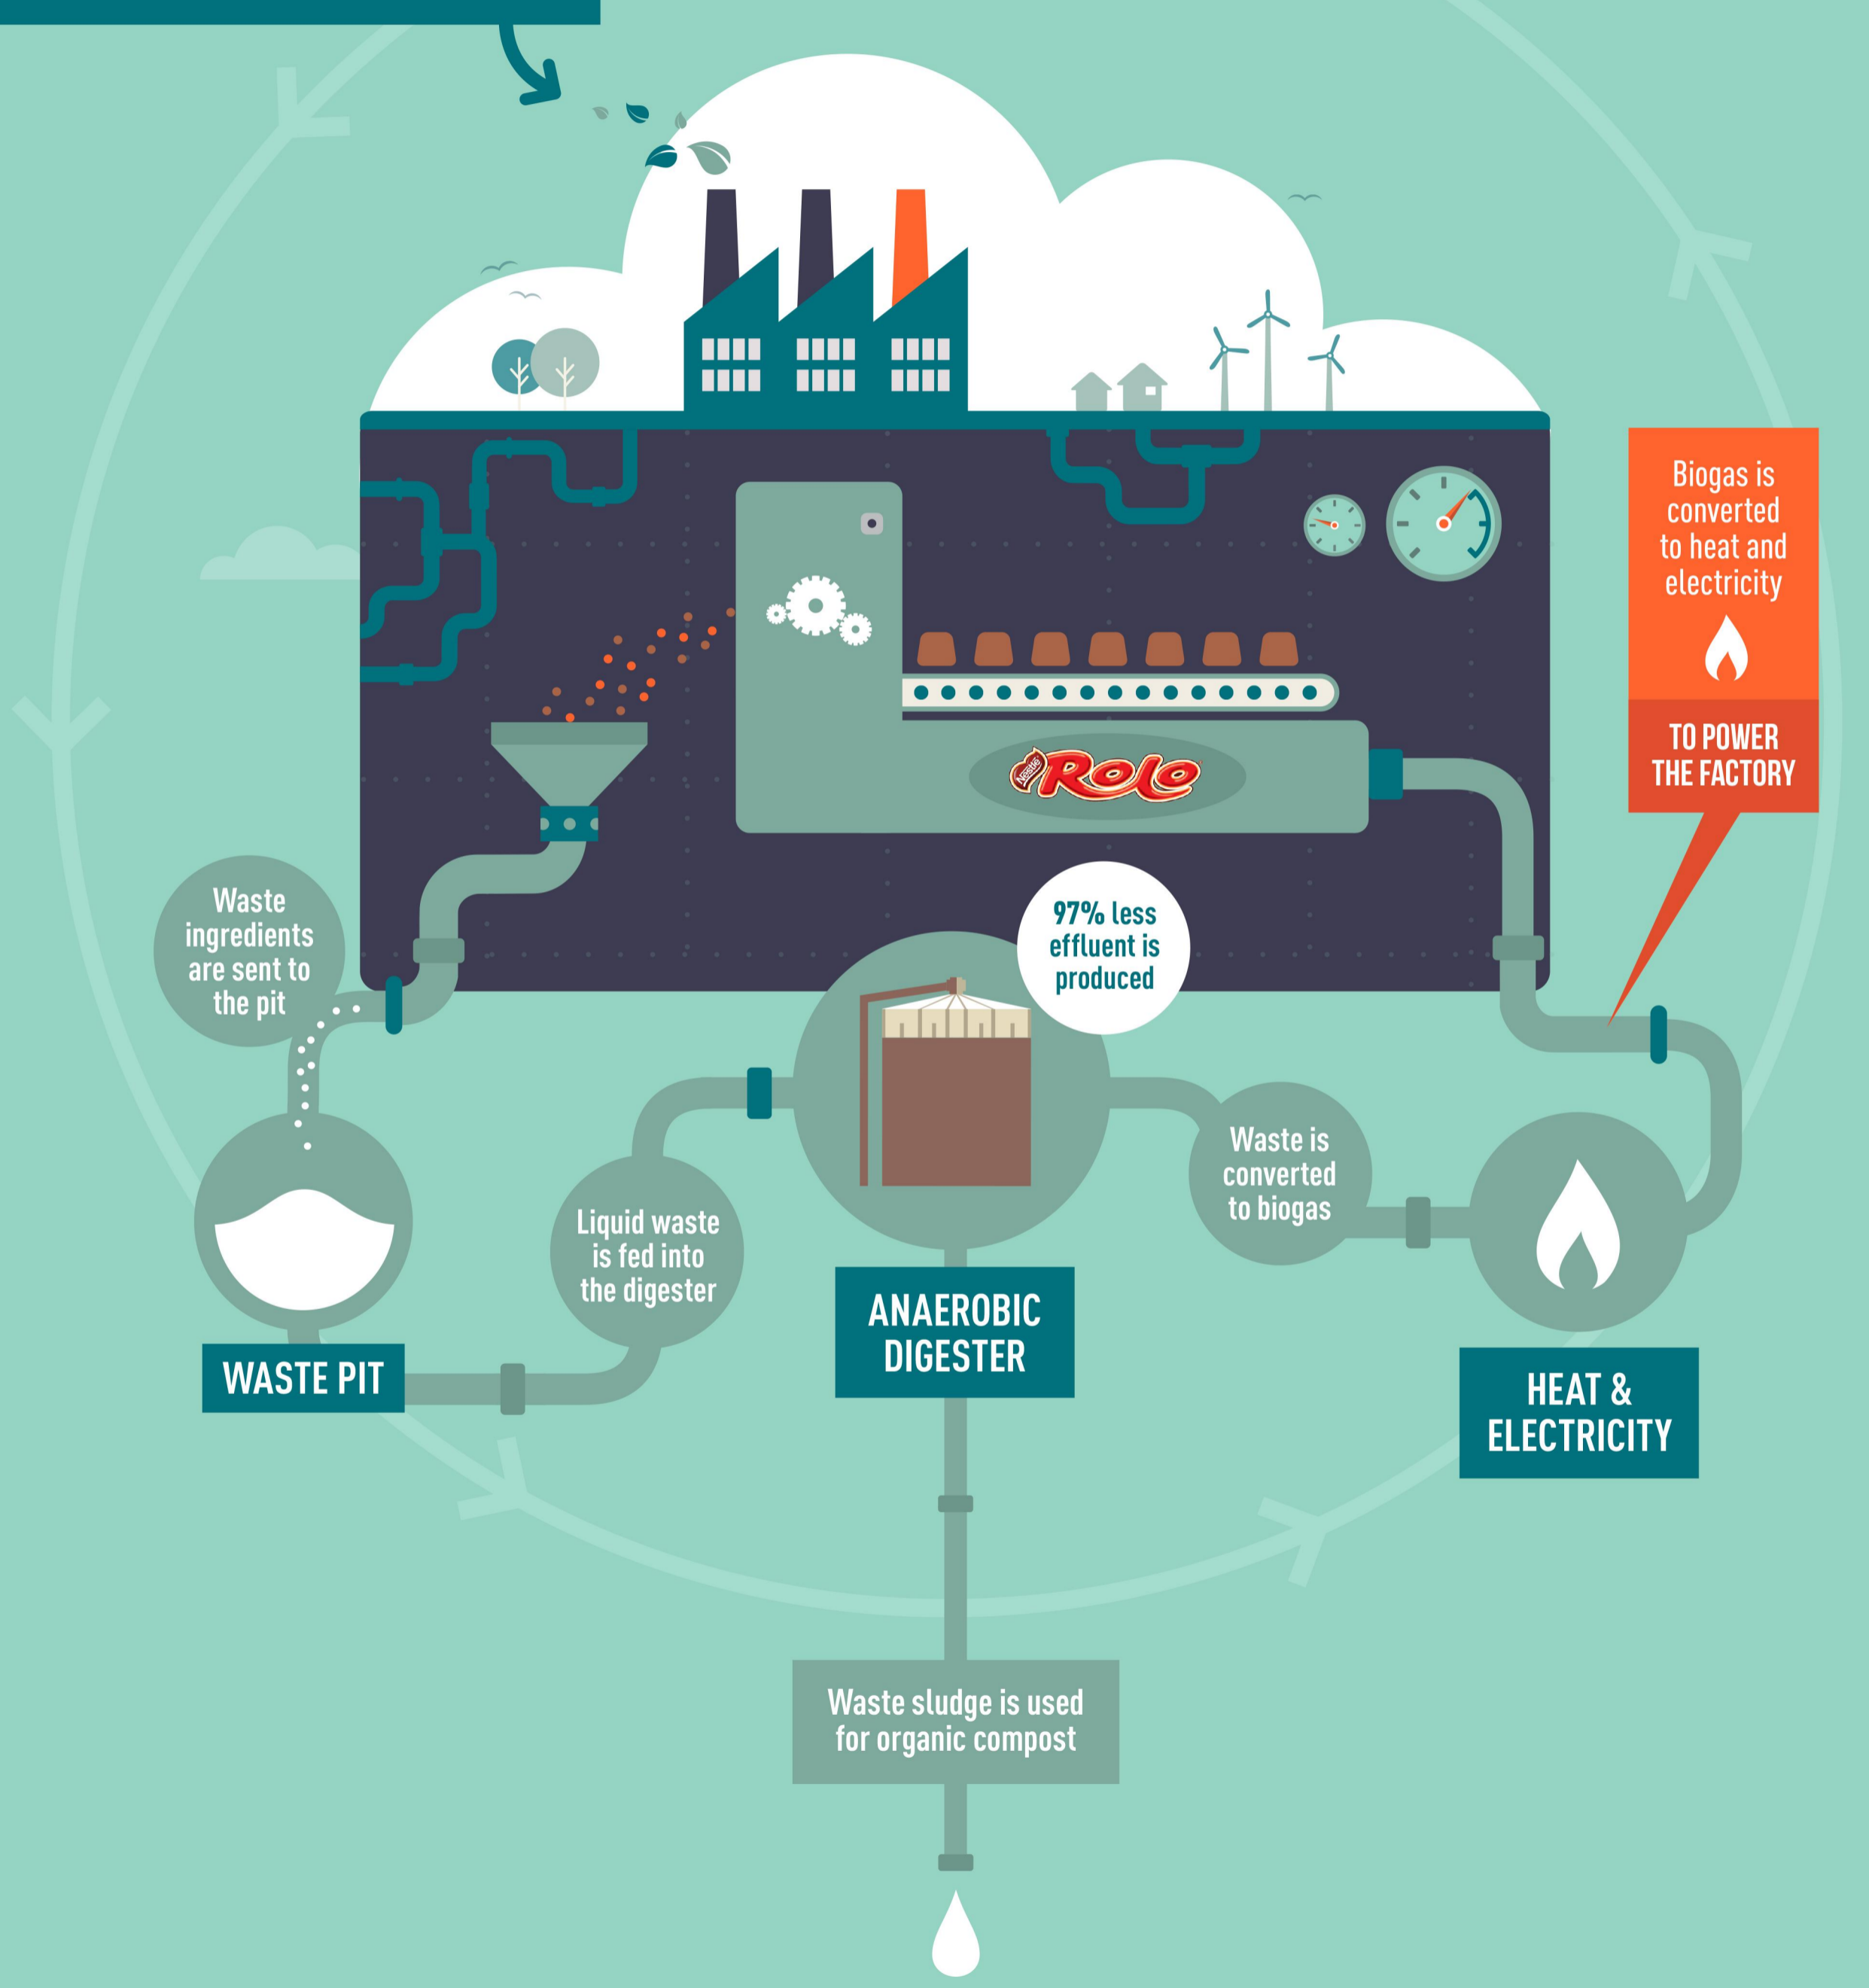 Biogas is
converted
to heat and
electricity
TO POWER
THE FACTORY
Nestlé
Rolo
Waste
ingredients
are sent to
the pit
97% less
effluent is
produced
Waste is
converted
to biogas
Liquid waste
is fed into
the digester
ANAEROBIC
DIGESTER
WASTE PIT
HEAT &
ELECTRICITY
Waste sludge is used
for organic compost